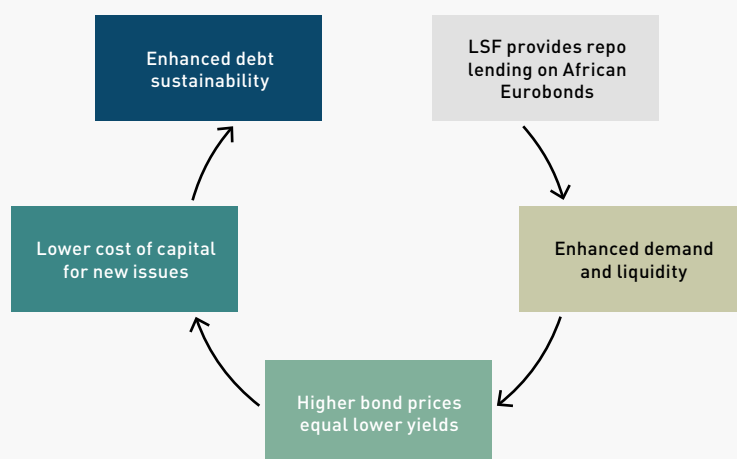 Enhanced debt
sustainability
LSF provides repo
lending on African
Eurobonds
Lower cost of capital
for new issues
Enhanced demand
and liquidity
Higher bond prices
equal lower yields